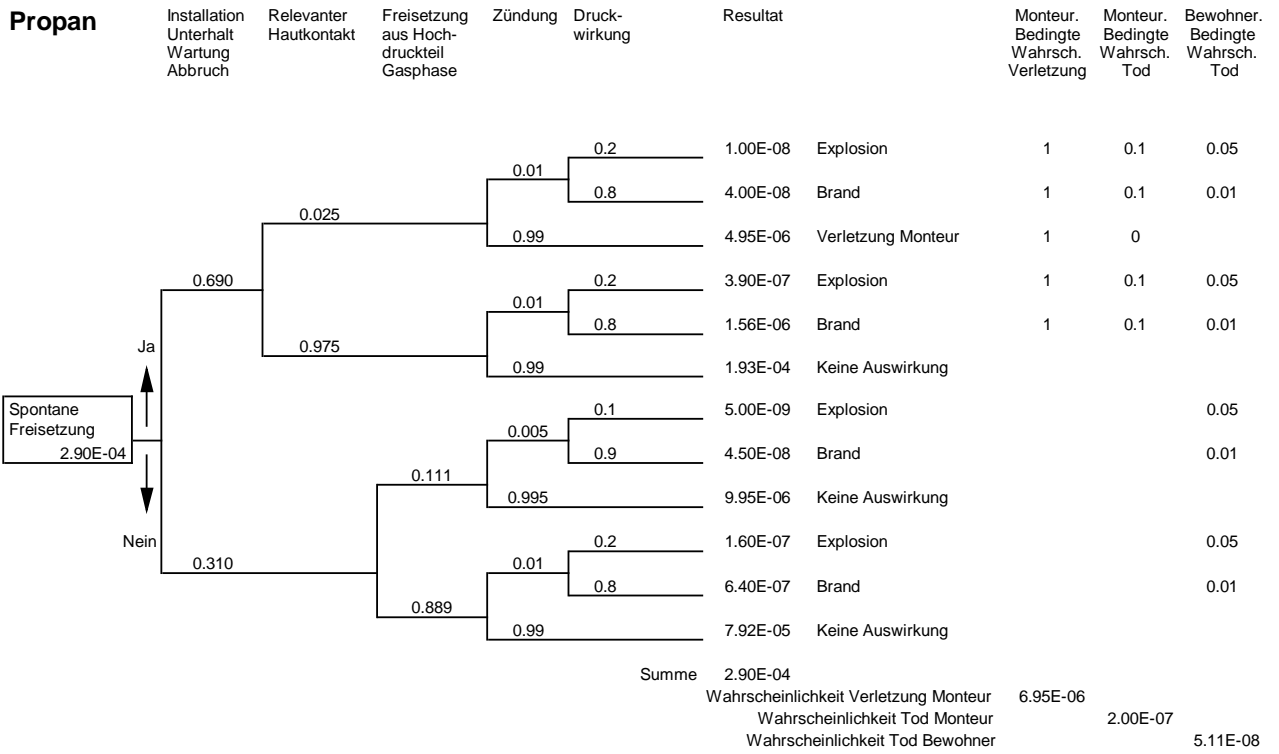 Propan
Installation
Unterhalt
Wartung
Abbruch
Relevanter
Hautkontakt
Freisetzung
aus Hoch-
druckteil
Gasphase
Zündung
Druck-
wirkung
Resultat
Monteur.
Bedingte
Wahrsch.
Verletzung
Monteur.
Bedingte
Wahrsch.
Tod
Bewohner.
Bedingte
Wahrsch.
Tod
0.2 1.00E-08 Explosion 1 0.1 0.05
0.01
0.8 4.00E-08 Brand 1 0.1 0.01
0.025
0.99 4.95E-06 Verletzung Monteur 1 0
0.690 0.2 3.90E-07 Explosion 1 0.1 0.05
0.01
0.8 1.56E-06 Brand 1 0.1 0.01
Ja 0.975
0.99 1.93E-04 Keine Auswirkung
Spontane
Freisetzung
2.90E-04
0.1 5.00E-09 Explosion 0.05
0.005
0.9 4.50E-08 Brand 0.01
0.111
0.995 9.95E-06 Keine Auswirkung
Nein 0.2 1.60E-07 Explosion 0.05
0.310 0.01
0.8 6.40E-07 Brand 0.01
0.889
0.99 7.92E-05 Keine Auswirkung
Summe 2.90E-04
Wahrscheinlichkeit Verletzung Monteur 6.95E-06
Wahrscheinlichkeit Tod Monteur 2.00E-07
Wahrscheinlichkeit Tod Bewohner 5.11E-08